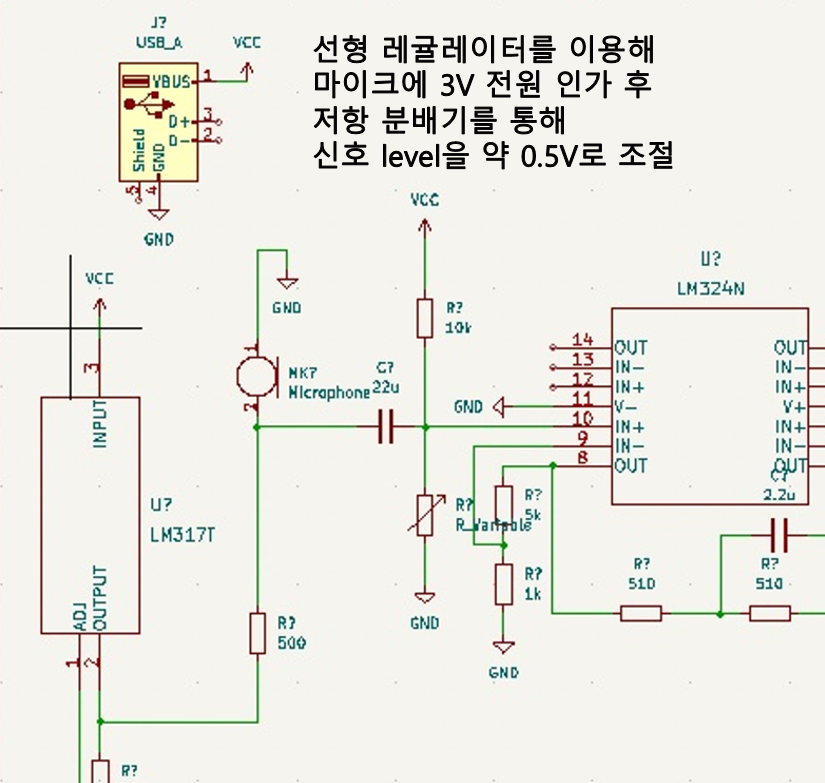 J?
USB_A
VCC
VBUS 1
D+ 3
D- 2
Shield
GND
5
4
GND
선형 레귤레이터를 이용해
마이크에 3V 전원 인가 후
저항 분배기를 통해
신호 level을 약 0.5V로 조절
VCC
3
INPUT
U?
LM317T
ADJ
OUTPUT
1
2
R?
GND
1
MK?
Microphone
2
C?
22u
R?
500
VCC
R?
10k
R?
R_Variable
GND
R?
5k
R?
1k
GND
GND
U?
LM324N
14 OUT
13 IN-
12 IN+
11 V-
10 IN+
9 IN-
8 OUT
OUT
IN-
IN+
V+
IN+
IN-
OUT
C?
2.2u
R?
510
R?
510